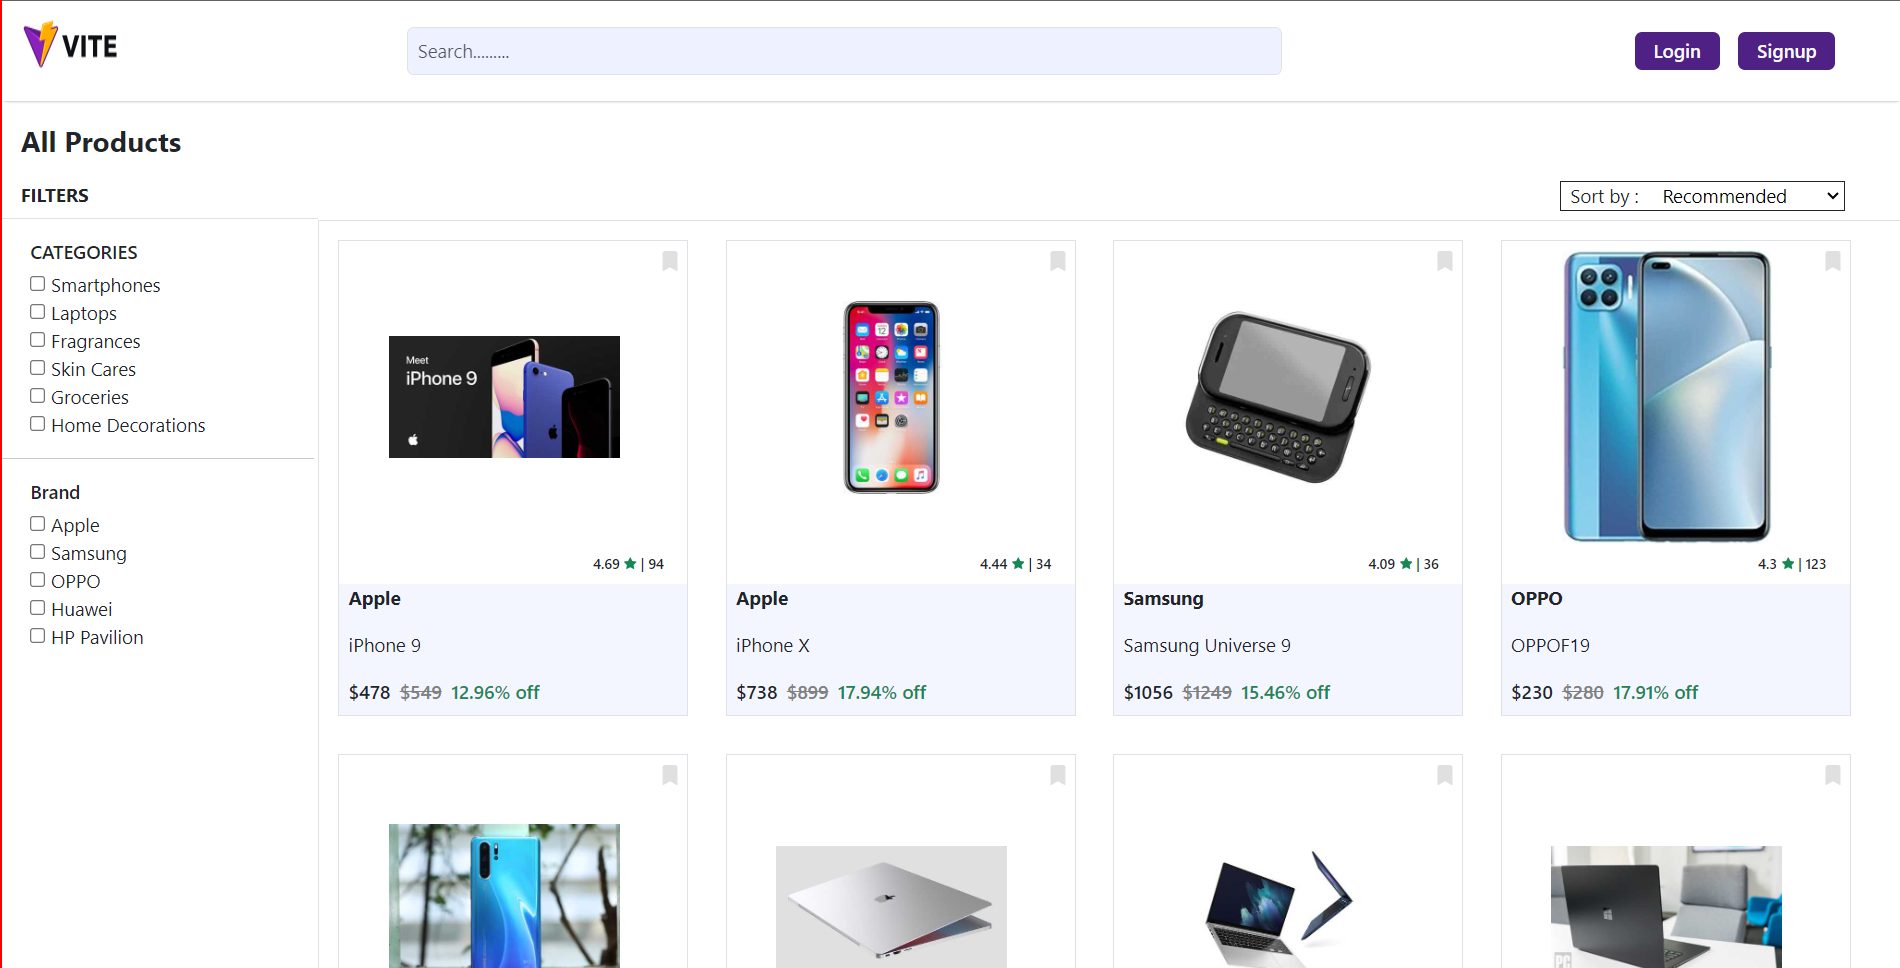 VITE
Search.........
Login
Signup
All Products
FILTERS
Sort by :
Recommended
CATEGORIES
Smartphones
Laptops
Fragrances
Skin Cares
Groceries
Home Decorations
Brand
Apple
Samsung
OPPO
Huawei
HP Pavilion
Meet
iPhone 9
4.69 ★ | 94
Apple
iPhone 9
$478 $549 12.96% off
4.44 ★ | 34
Apple
iPhone X
$738 $899 17.94% off
4.09 ★ | 36
Samsung
Samsung Universe 9
$1056 $1249 15.46% off
4.3 ★ | 123
OPPO
OPPOF19
$230 $280 17.91% off
PC